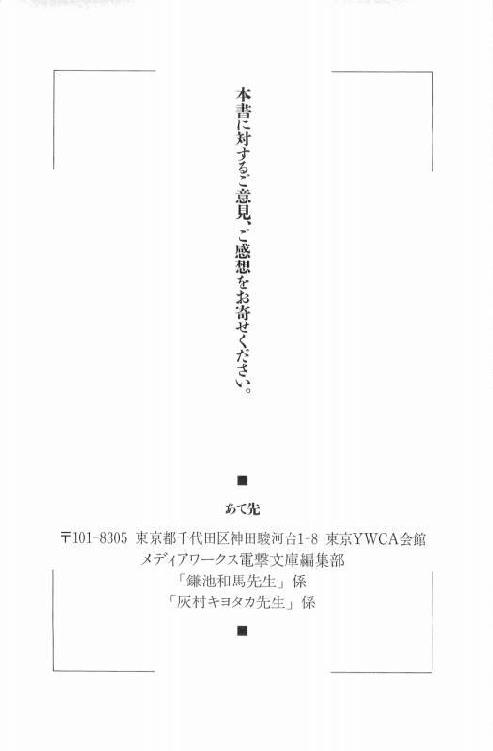 本書に対するご意見、ご感想をお寄せください。
■
あて先
〒101-8305 東京都千代田区神田駿河台1-8 東京YWCA会館
メディアワークス電撃文庫編集部
「鎌池和馬先生」係
「灰村キヨタカ先生」係
■